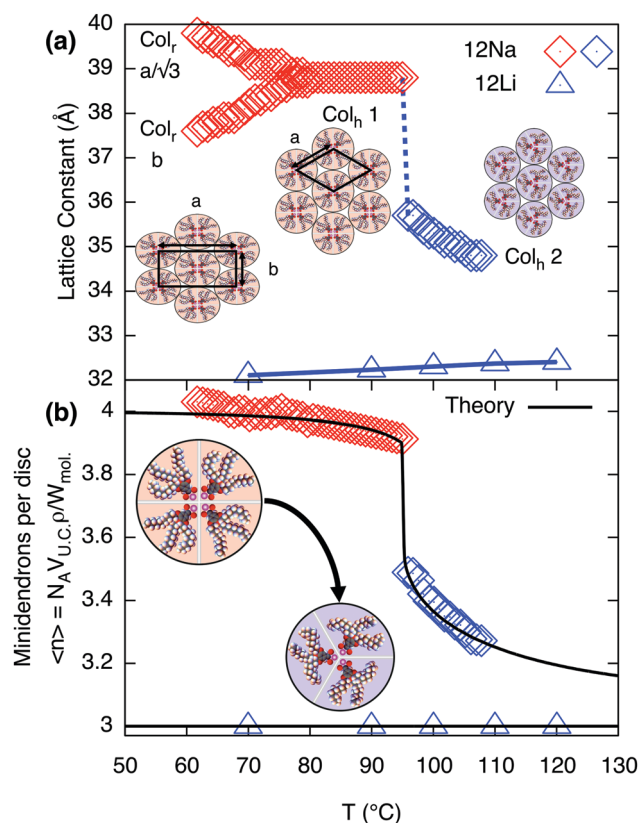 (a)
Lattice Constant (Å)
40
39
38
37
36
35
34
33
32
Col_r
a/√3
Col_r
b
Col_h 1
a
a
b
12Na
12Li
Col_h 2
(b)
Minidendrons per disc
<n> = N_A V_U.C. ρ/W_mol.
4
3.8
3.6
3.4
3.2
3
Theory
50 60 70 80 90 100 110 120 130
T (°C)